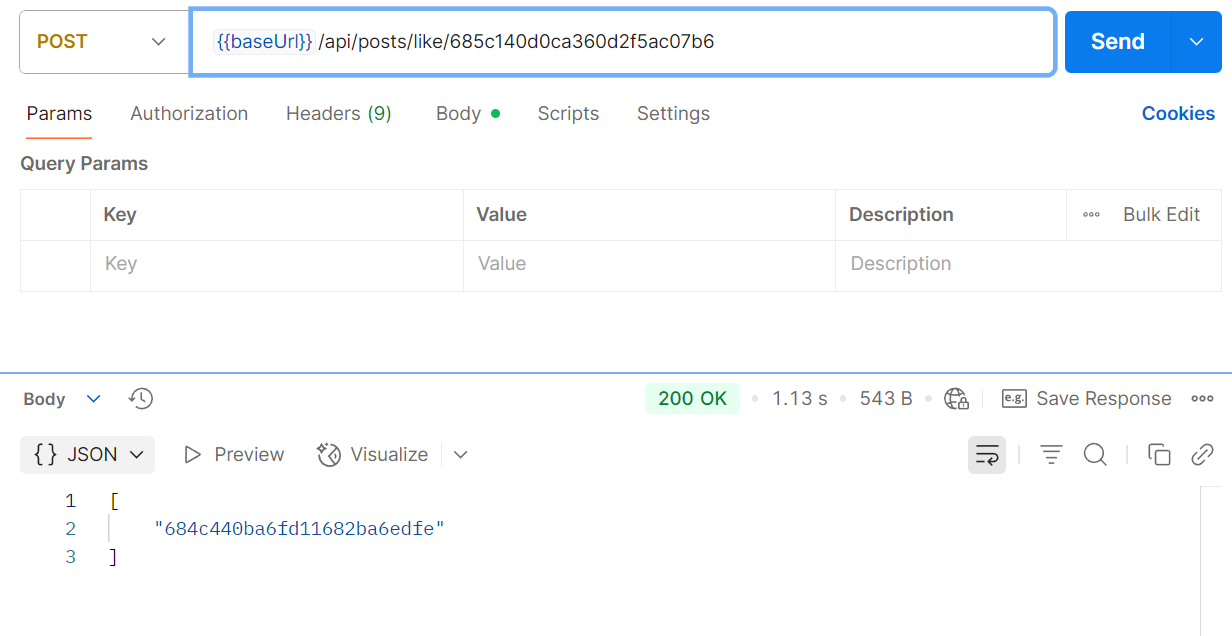 POST {{baseUrl}} /api/posts/like/685c140d0ca360d2f5ac07b6 Send
Params Authorization Headers (9) Body Scripts Settings Cookies
Query Params
Key Value Description Bulk Edit
Key Value Description
Body 200 OK 1.13 s 543 B e.g. Save Response
{} JSON Preview Visualize
1 [
2 "684c440ba6fd11682ba6edfe"
3 ]